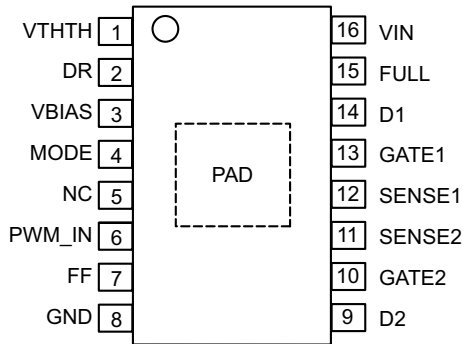 VTHTH 1
DR 2
VBIAS 3
MODE 4
NC 5
PWM_IN 6
FF 7
GND 8
PAD
16 VIN
15 FULL
14 D1
13 GATE1
12 SENSE1
11 SENSE2
10 GATE2
9 D2